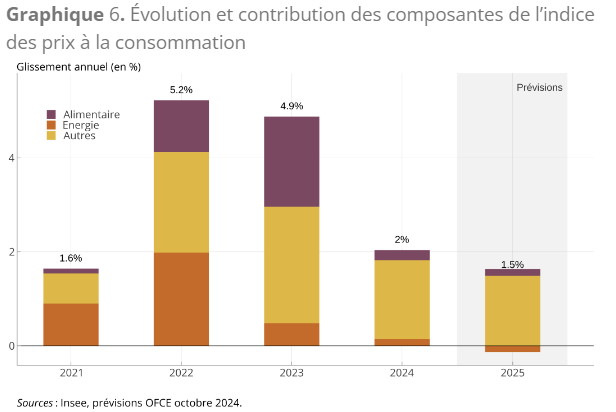 Graphique 6. Évolution et contribution des composantes de l'indice
des prix à la consommation
Glissement annuel (en %)
Prévisions
5.2%
4.9%
Alimentaire
Energie
Autres
4
1.6%
2%
1.5%
2
0
2021 2022 2023 2024 2025
Sources : Insee, prévisions OFCE octobre 2024.